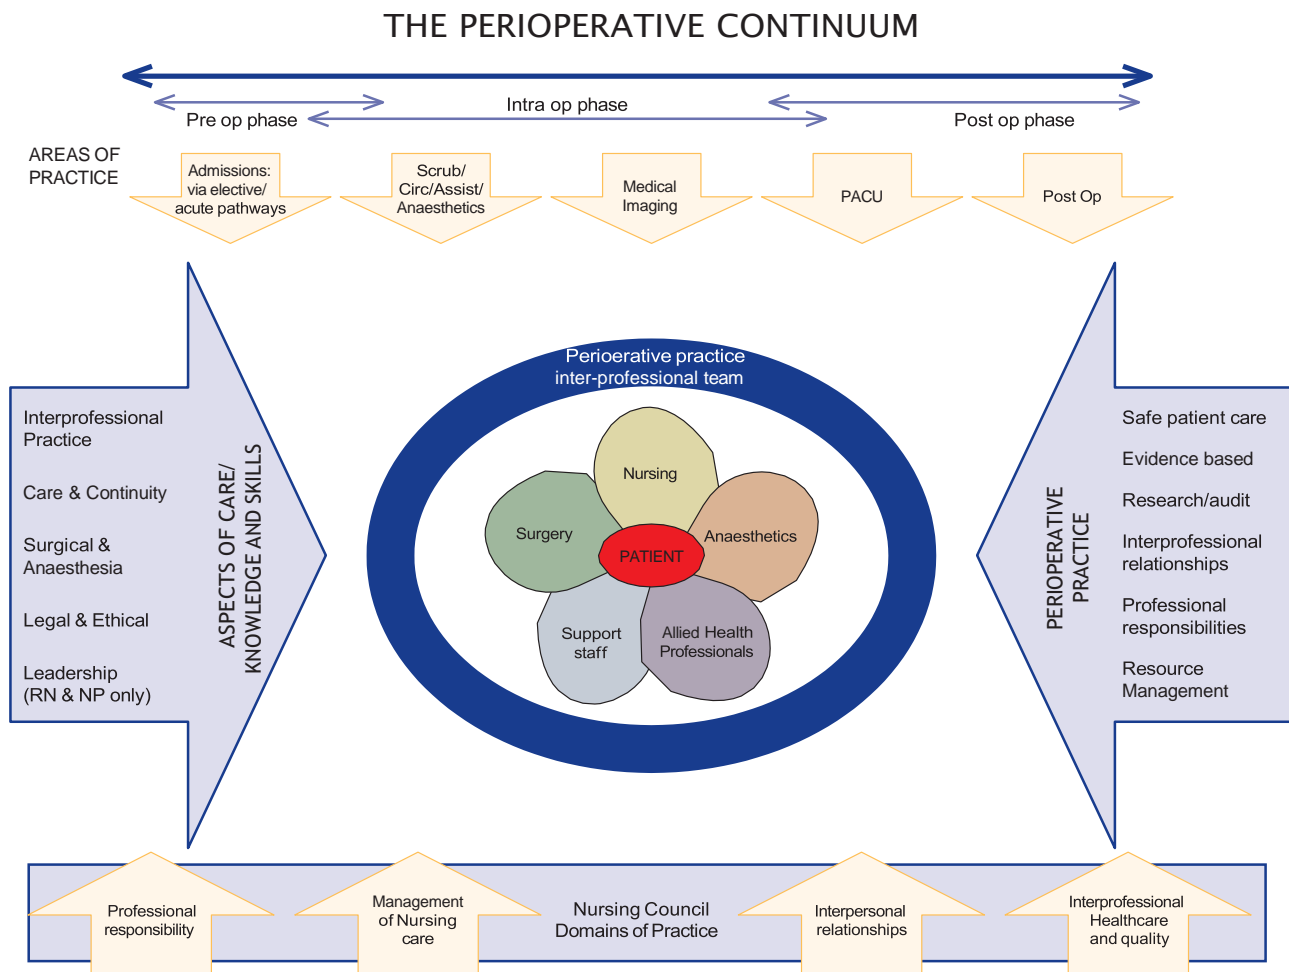 THE PERIOPERATIVE CONTINUUM
Intra op phase
Pre op phase
Post op phase
AREAS OF
PRACTICE
Admissions:
via elective/
acute pathways
Scrub/
Circ/Assist/
Anaesthetics
Medical
Imaging
PACU
Post Op
Interprofessional
Practice
Care & Continuity
Surgical &
Anaesthesia
Legal & Ethical
Leadership
(RN & NP only)
ASPECTS OF CARE/
KNOWLEDGE AND SKILLS
Perioerative practice
inter-professional team
Nursing
Surgery
Anaesthetics
PATIENT
Support
staff
Allied Health
Professionals
PERIOPERATIVE
PRACTICE
Safe patient care
Evidence based
Research/audit
Interprofessional
relationships
Professional
responsibilities
Resource
Management
Professional
responsibility
Management
of Nursing
care
Nursing Council
Domains of Practice
Interpersonal
relationships
Interprofessional
Healthcare
and quality